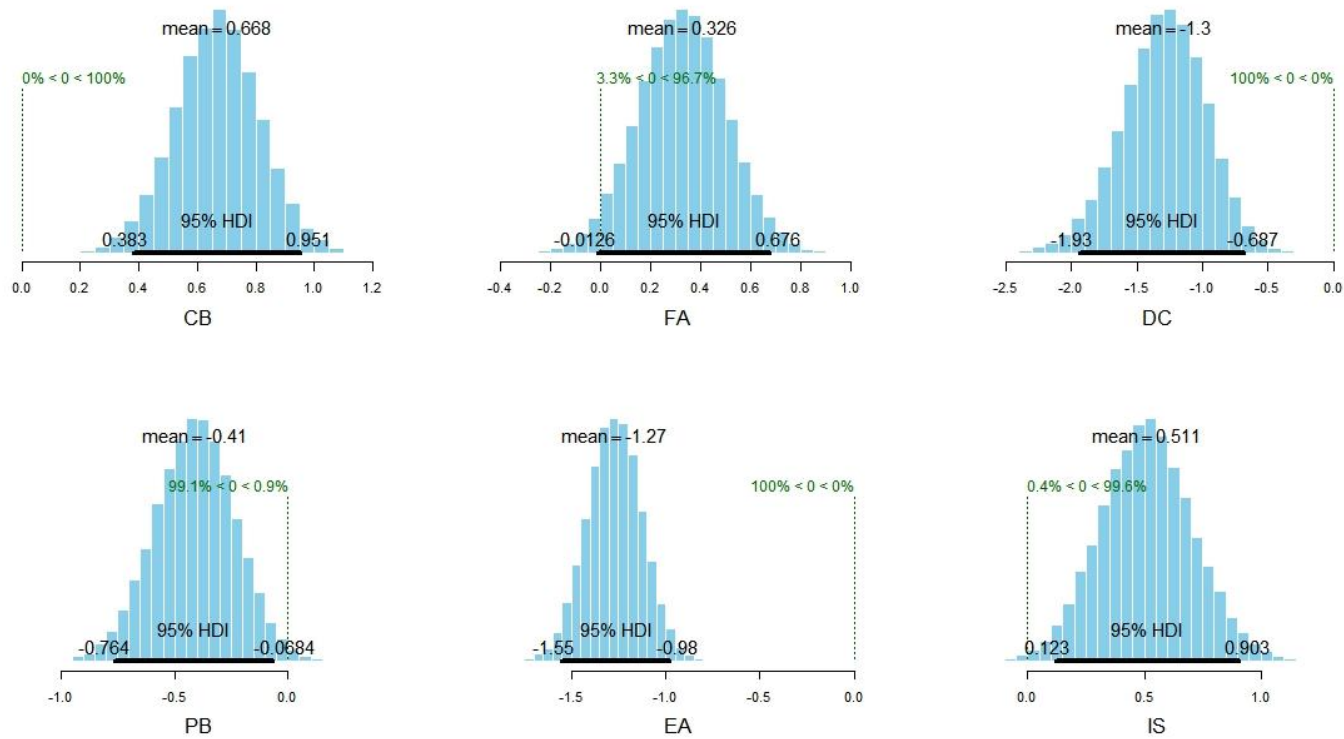 mean = 0.668
0% < 0 < 100%
95% HDI
0.383 0.951
0.0 0.2 0.4 0.6 0.8 1.0 1.2
CB
mean = 0.326
3.3% < 0 < 96.7%
95% HDI
-0.0126 0.676
-0.4 -0.2 0.0 0.2 0.4 0.6 0.8 1.0
FA
mean = -1.3
100% < 0 < 0%
95% HDI
-1.93 -0.687
-2.5 -2.0 -1.5 -1.0 -0.5 0.0
DC
mean = -0.41
99.1% < 0 < 0.9%
95% HDI
-0.764 -0.0684
-1.0 -0.5 0.0
PB
mean = -1.27
100% < 0 < 0%
95% HDI
-1.55 -0.98
-1.5 -1.0 -0.5 0.0
EA
mean = 0.511
0.4% < 0 < 99.6%
95% HDI
0.123 0.903
0.0 0.5 1.0
IS